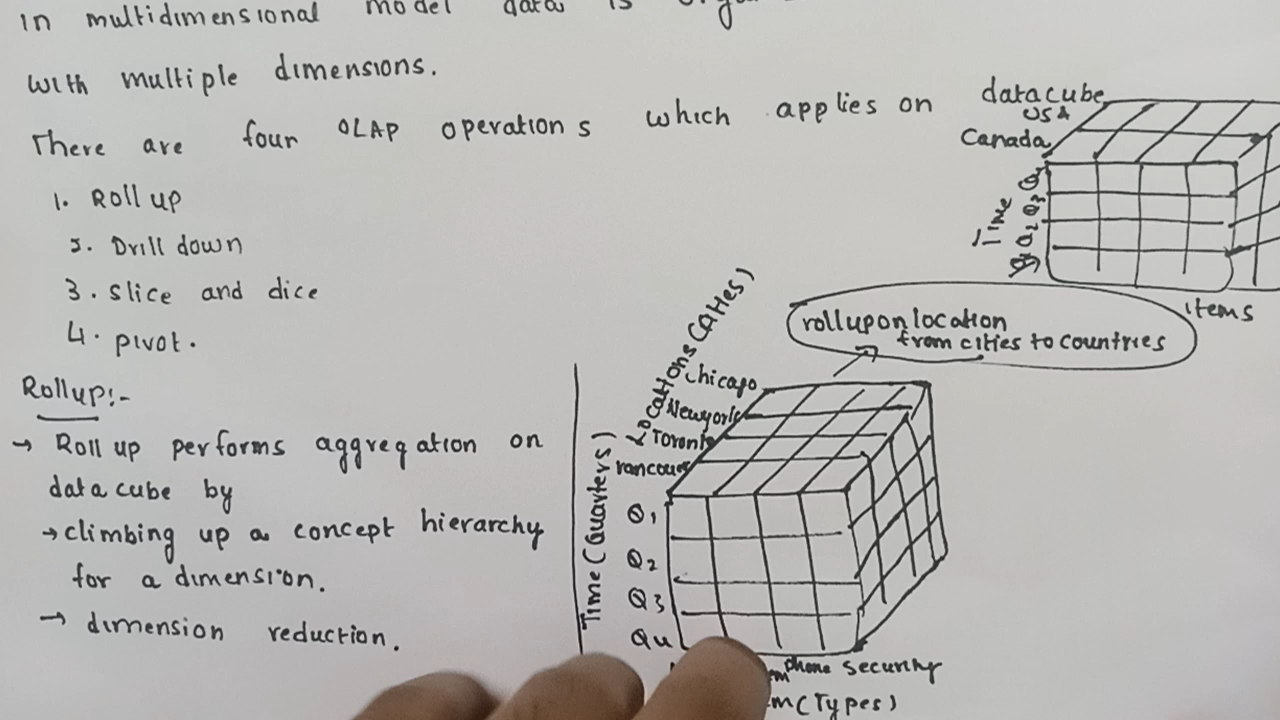 in multidimensional model data is
with multiple dimensions.
There are four OLAP operations which applies on datacube
1. Roll up
2. Drill down
3. Slice and dice
4. pivot.
Rollup:-
→ Roll up performs aggregation on
data cube by
→ climbing up a concept hierarchy
for a dimension.
→ dimension reduction.
USA
Canada
Time
Q3
Q2
Q1
items
rollup on location
from cities to countries
Locations (cities)
Chicago
Newyork
Toronto
vancouver
Time (Quarters)
Q1
Q2
Q3
Q4
phone security
(Types)